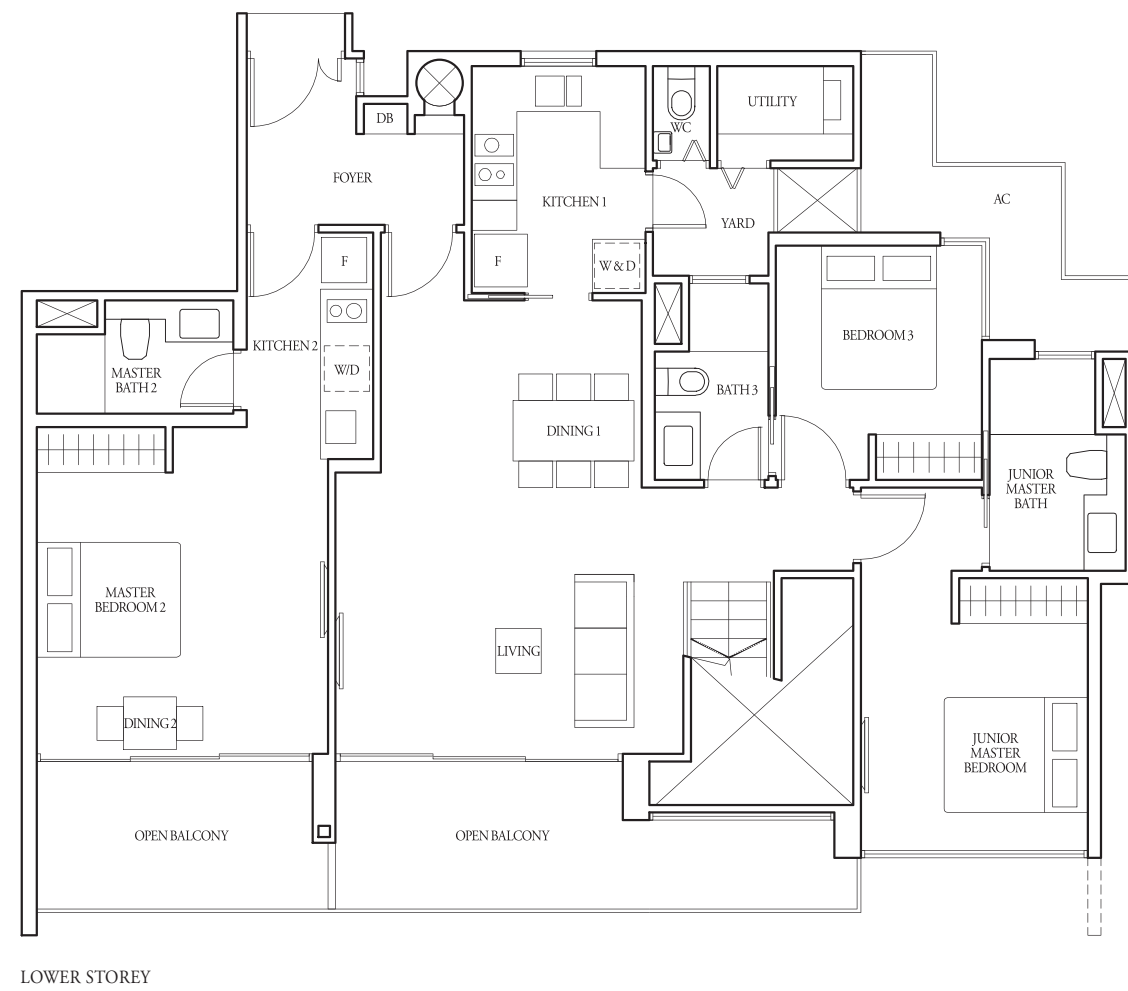 DB
WC
UTILITY
FOYER
KITCHEN 1
YARD
AC
F
F
W & D
KITCHEN 2
MASTER
BATH 2
W/D
BEDROOM 3
BATH 3
DINING 1
JUNIOR
MASTER
BATH
MASTER
BEDROOM 2
LIVING
DINING 2
JUNIOR
MASTER
BEDROOM
OPEN BALCONY
OPEN BALCONY
LOWER STOREY